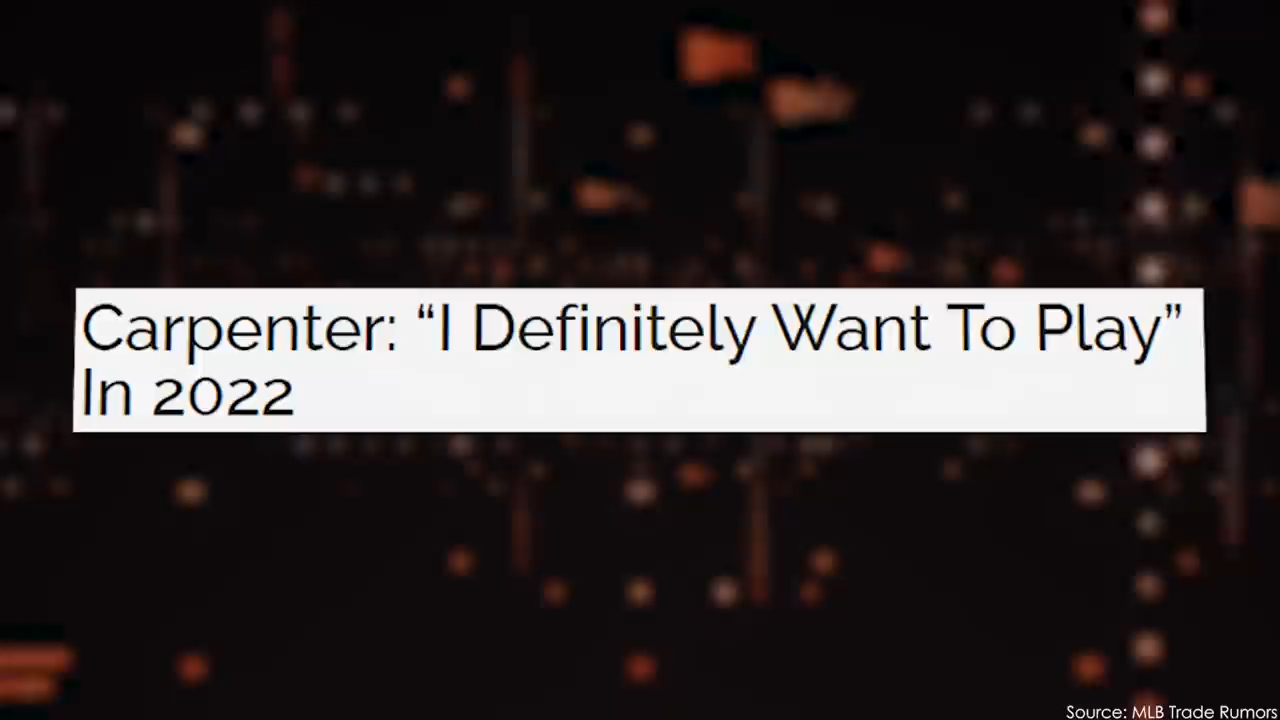 Carpenter: “I Definitely Want To Play”
In 2022
Source: MLB Trade Rumors